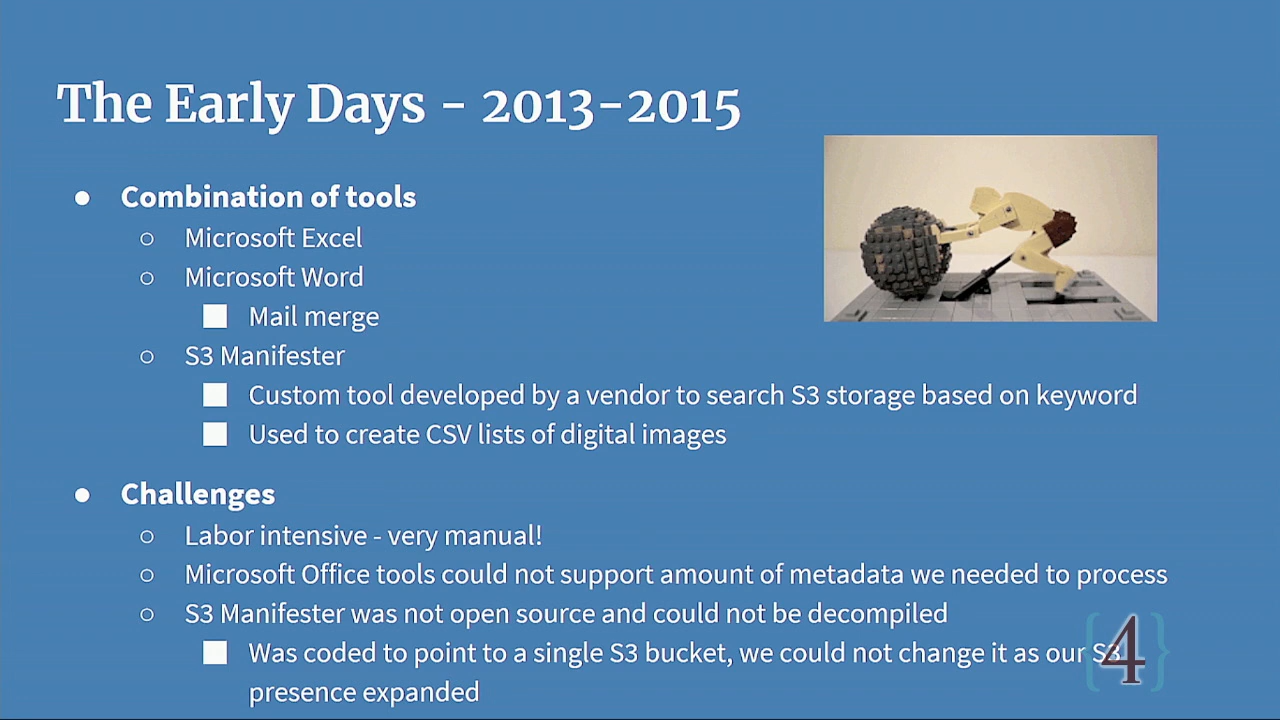 The Early Days - 2013-2015
● Combination of tools
○ Microsoft Excel
○ Microsoft Word
■ Mail merge
○ S3 Manifester
■ Custom tool developed by a vendor to search S3 storage based on keyword
■ Used to create CSV lists of digital images
● Challenges
○ Labor intensive - very manual!
○ Microsoft Office tools could not support amount of metadata we needed to process
○ S3 Manifester was not open source and could not be decompiled
■ Was coded to point to a single S3 bucket, we could not change it as our S3
presence expanded
{4}